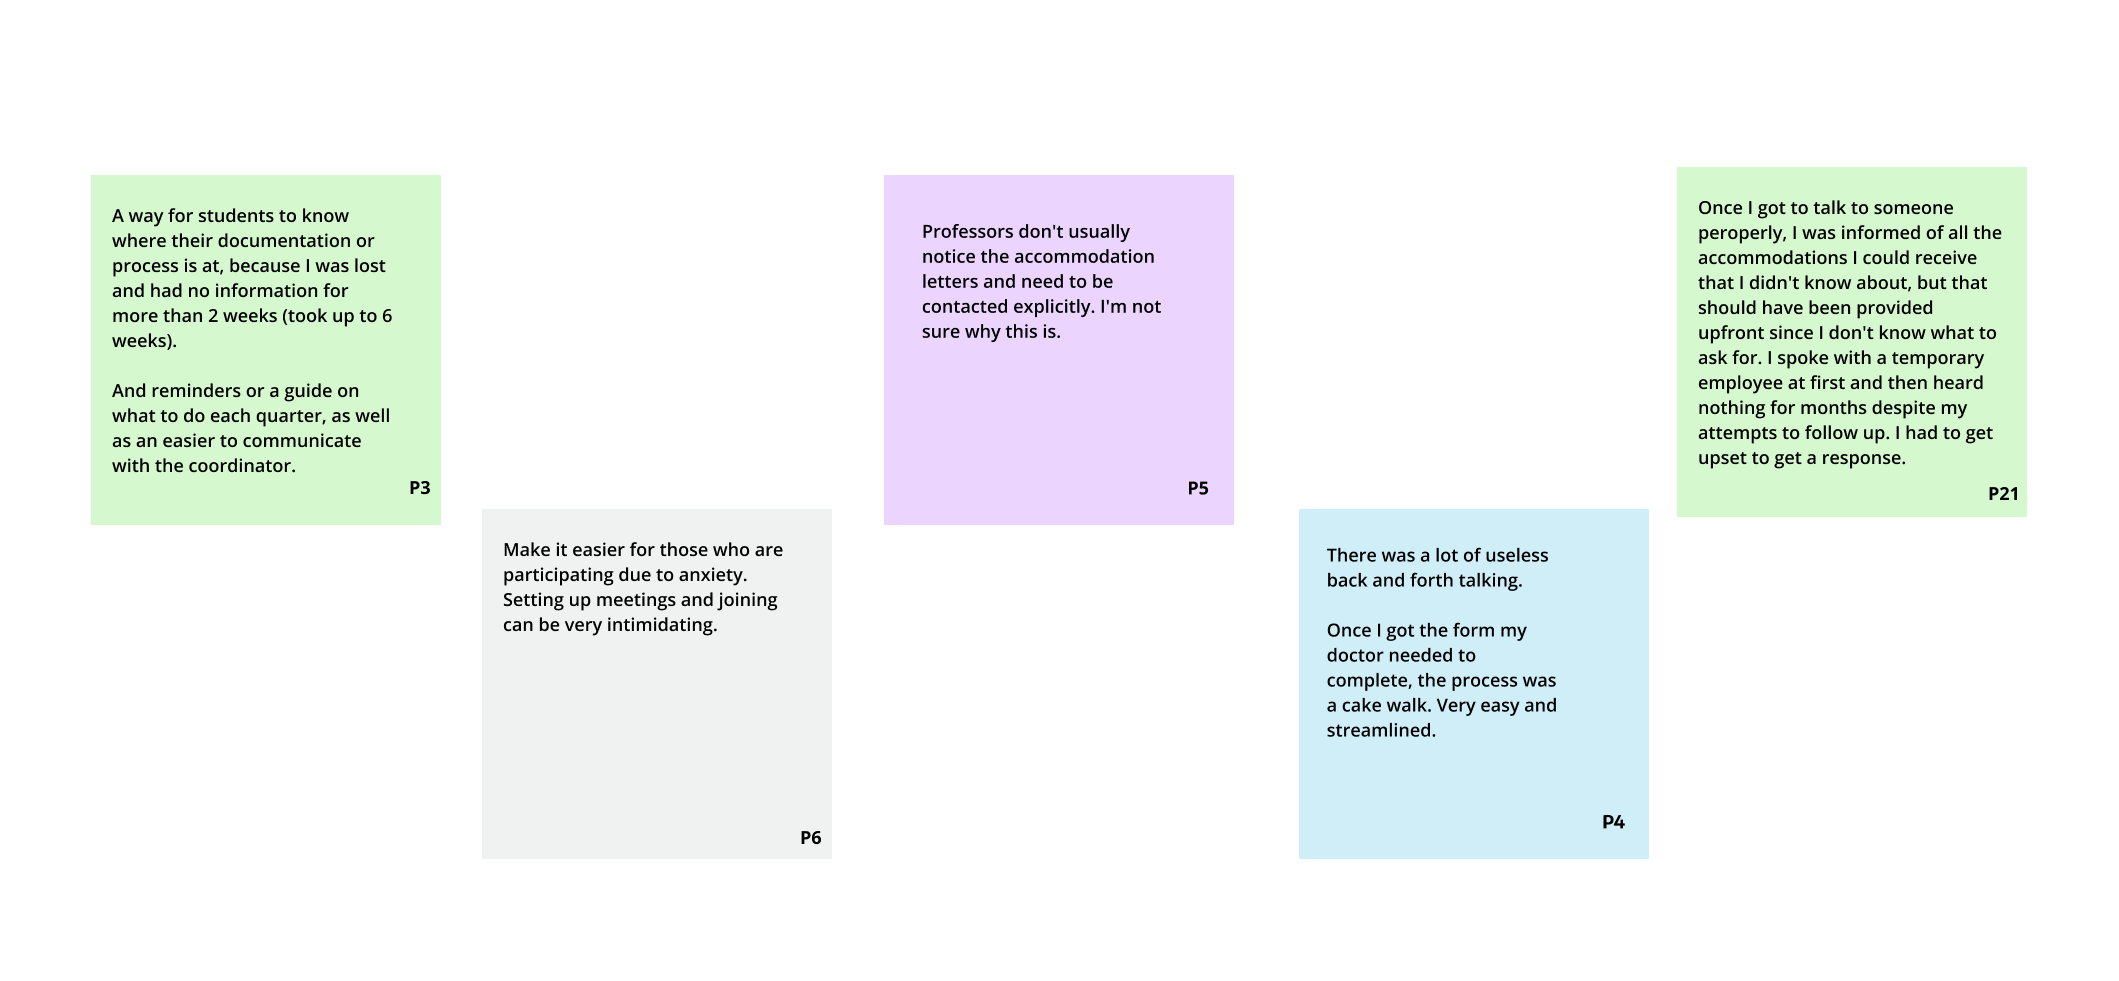 A way for students to know
where their documentation or
process is at, because I was lost
and had no information for
more than 2 weeks (took up to 6
weeks).
And reminders or a guide on
what to do each quarter, as well
as an easier to communicate
with the coordinator.
P3
Make it easier for those who are
participating due to anxiety.
Setting up meetings and joining
can be very intimidating.
P6
Professors don't usually
notice the accommodation
letters and need to be
contacted explicitly. I'm not
sure why this is.
P5
There was a lot of useless
back and forth talking.
Once I got the form my
doctor needed to
complete, the process was
a cake walk. Very easy and
streamlined.
P4
Once I got to talk to someone
peroperly, I was informed of all the
accommodations I could receive
that I didn't know about, but that
should have been provided
upfront since I don't know what to
ask for. I spoke with a temporary
employee at first and then heard
nothing for months despite my
attempts to follow up. I had to get
upset to get a response.
P21